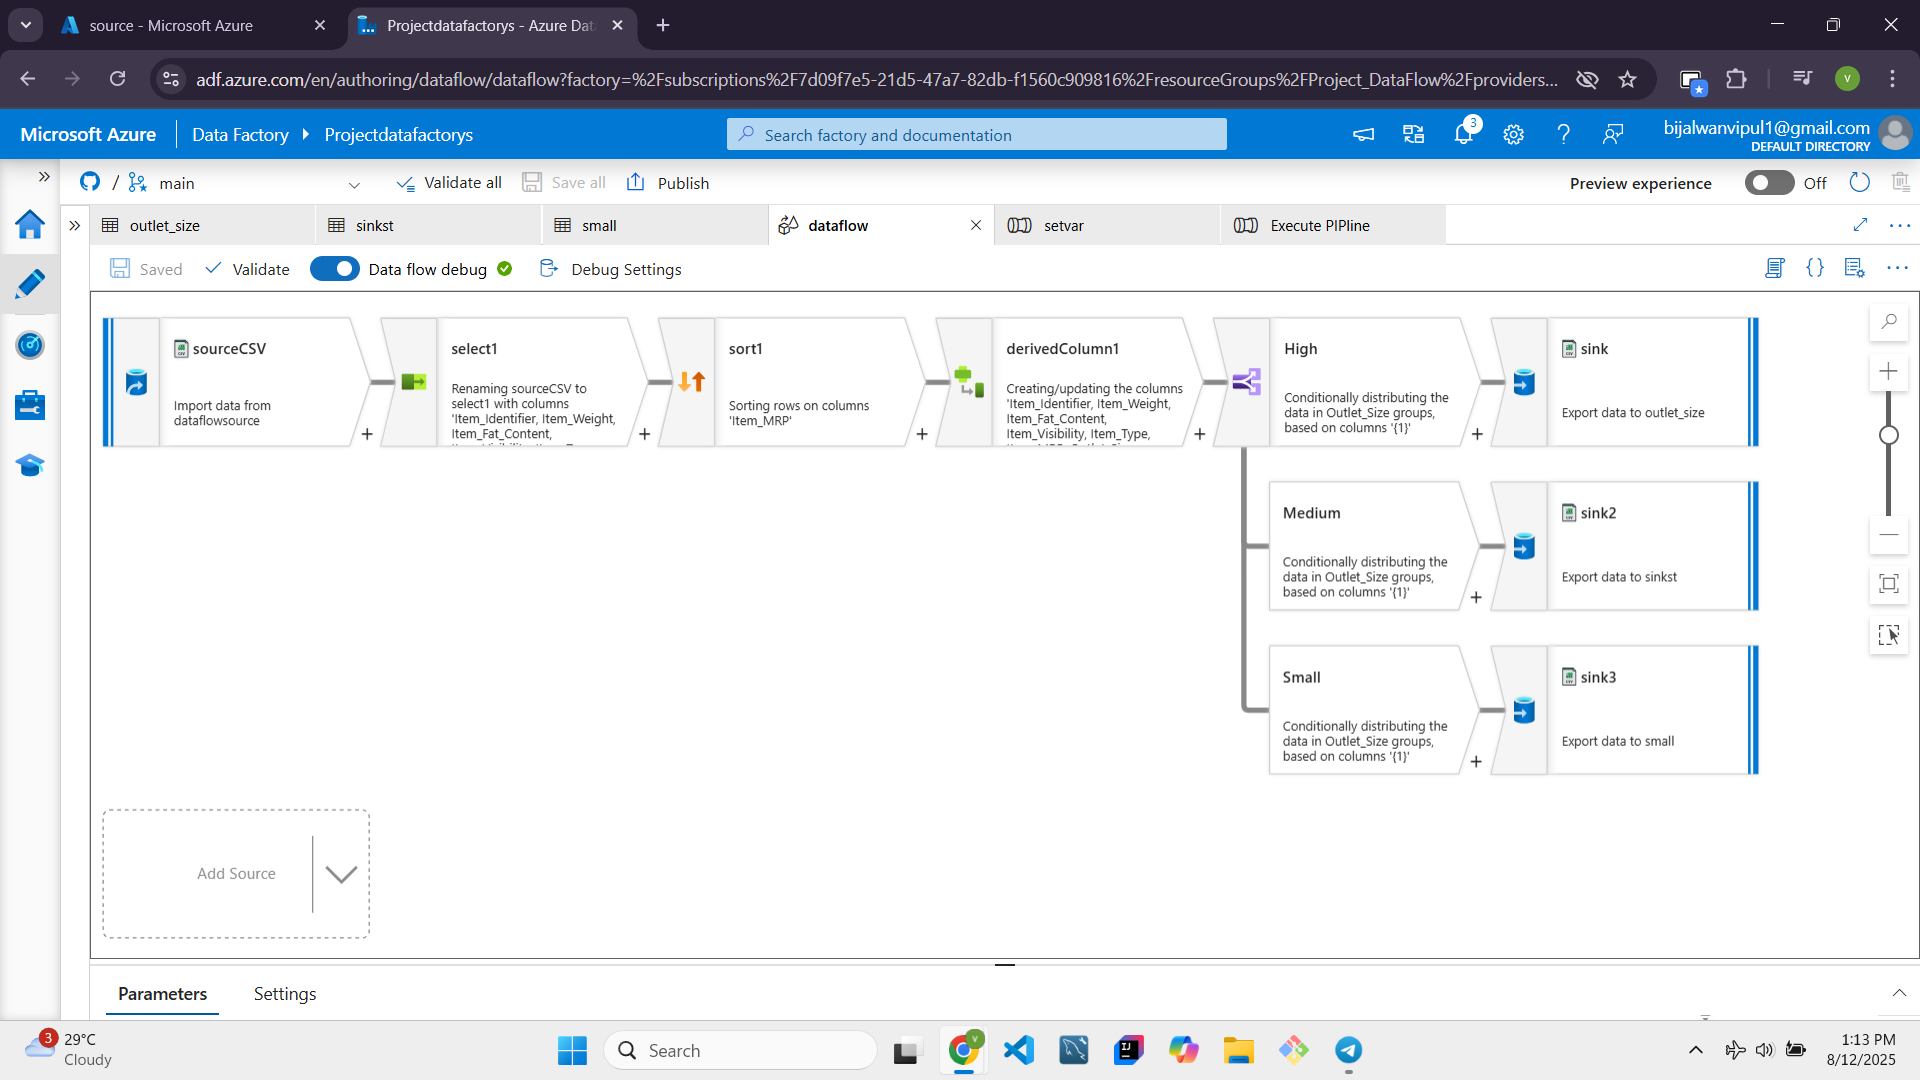 source - Microsoft Azure
Projectdatafactorys - Azure Dat
adf.azure.com/en/authoring/dataflow/dataflow?factory=%2Fsubscriptions%2F7d09f7e5-21d5-47a7-82db-f1560c909816%2FresourceGroups%2FProject_DataFlow%2Fproviders...
V
Microsoft Azure
Data Factory
Projectdatafactorys
Search factory and documentation
3
bijalwanvipul1@gmail.com
DEFAULT DIRECTORY
/
main
Validate all
Save all
Publish
Preview experience
Off
outlet_size
sinkst
small
dataflow
setvar
Execute PIPline
Saved
Validate
Data flow debug
Debug Settings
sourceCSV
Import data from
dataflowsource
select1
Renaming sourceCSV to
select1 with columns
'Item_Identifier, Item_Weight,
Item_Fat_Content,
sort1
Sorting rows on columns
'Item_MRP'
derivedColumn1
Creating/updating the columns
'Item_Identifier, Item_Weight,
Item_Fat_Content,
Item_Visibility, Item_Type,
High
Conditionally distributing the
data in Outlet_Size groups,
based on columns '{1}'
sink
Export data to outlet_size
Medium
Conditionally distributing the
data in Outlet_Size groups,
based on columns '{1}'
sink2
Export data to sinkst
Small
Conditionally distributing the
data in Outlet_Size groups,
based on columns '{1}'
sink3
Export data to small
Add Source
Parameters
Settings
3
29°C
Cloudy
Search
1:13 PM
8/12/2025